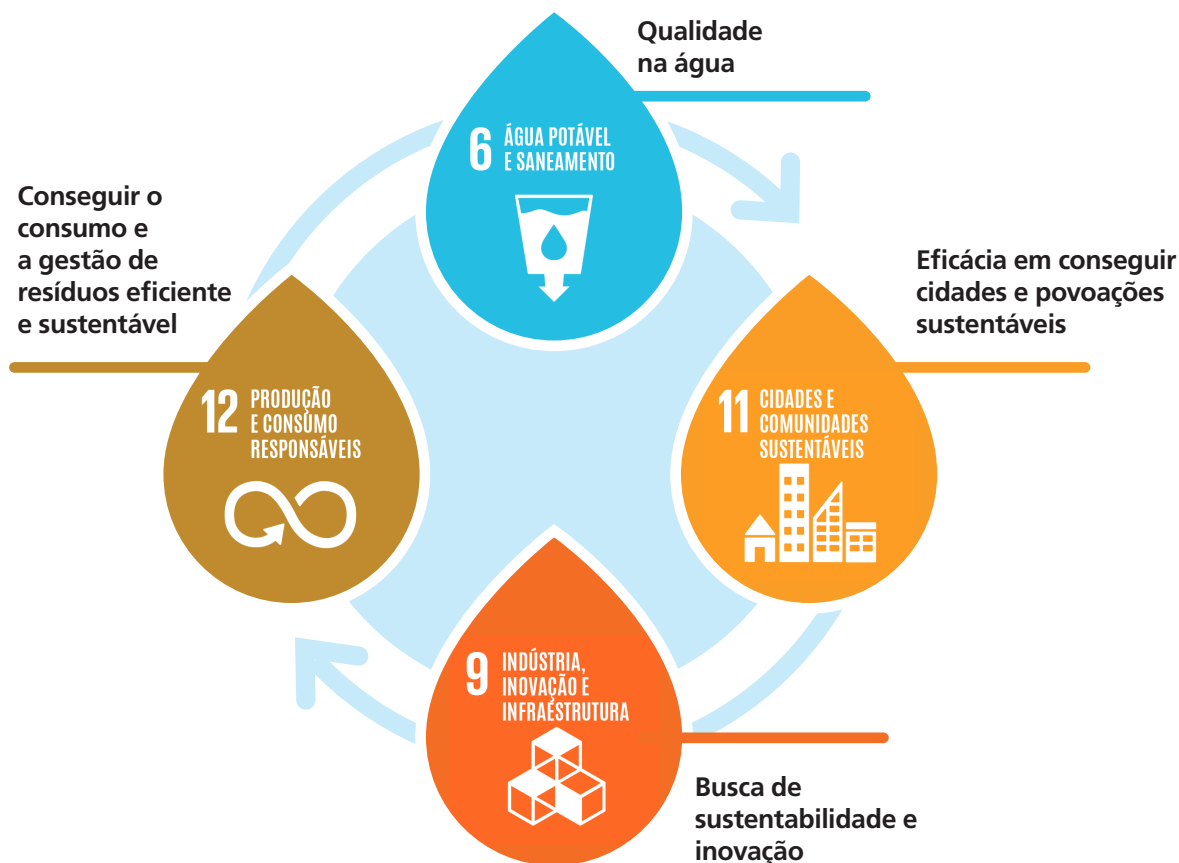 Qualidade
na água
6 ÁGUA POTÁVEL
E SANEAMENTO
Conseguir o
consumo e
a gestão de
resíduos eficiente
e sustentável
Eficácia em conseguir
cidades e povoações
sustentáveis
12 PRODUÇÃO
E CONSUMO
RESPONSÁVEIS
11 CIDADES E
COMUNIDADES
SUSTENTÁVEIS
9 INDÚSTRIA,
INOVAÇÃO E
INFRAESTRUTURA
Busca de
sustentabilidade e
inovação